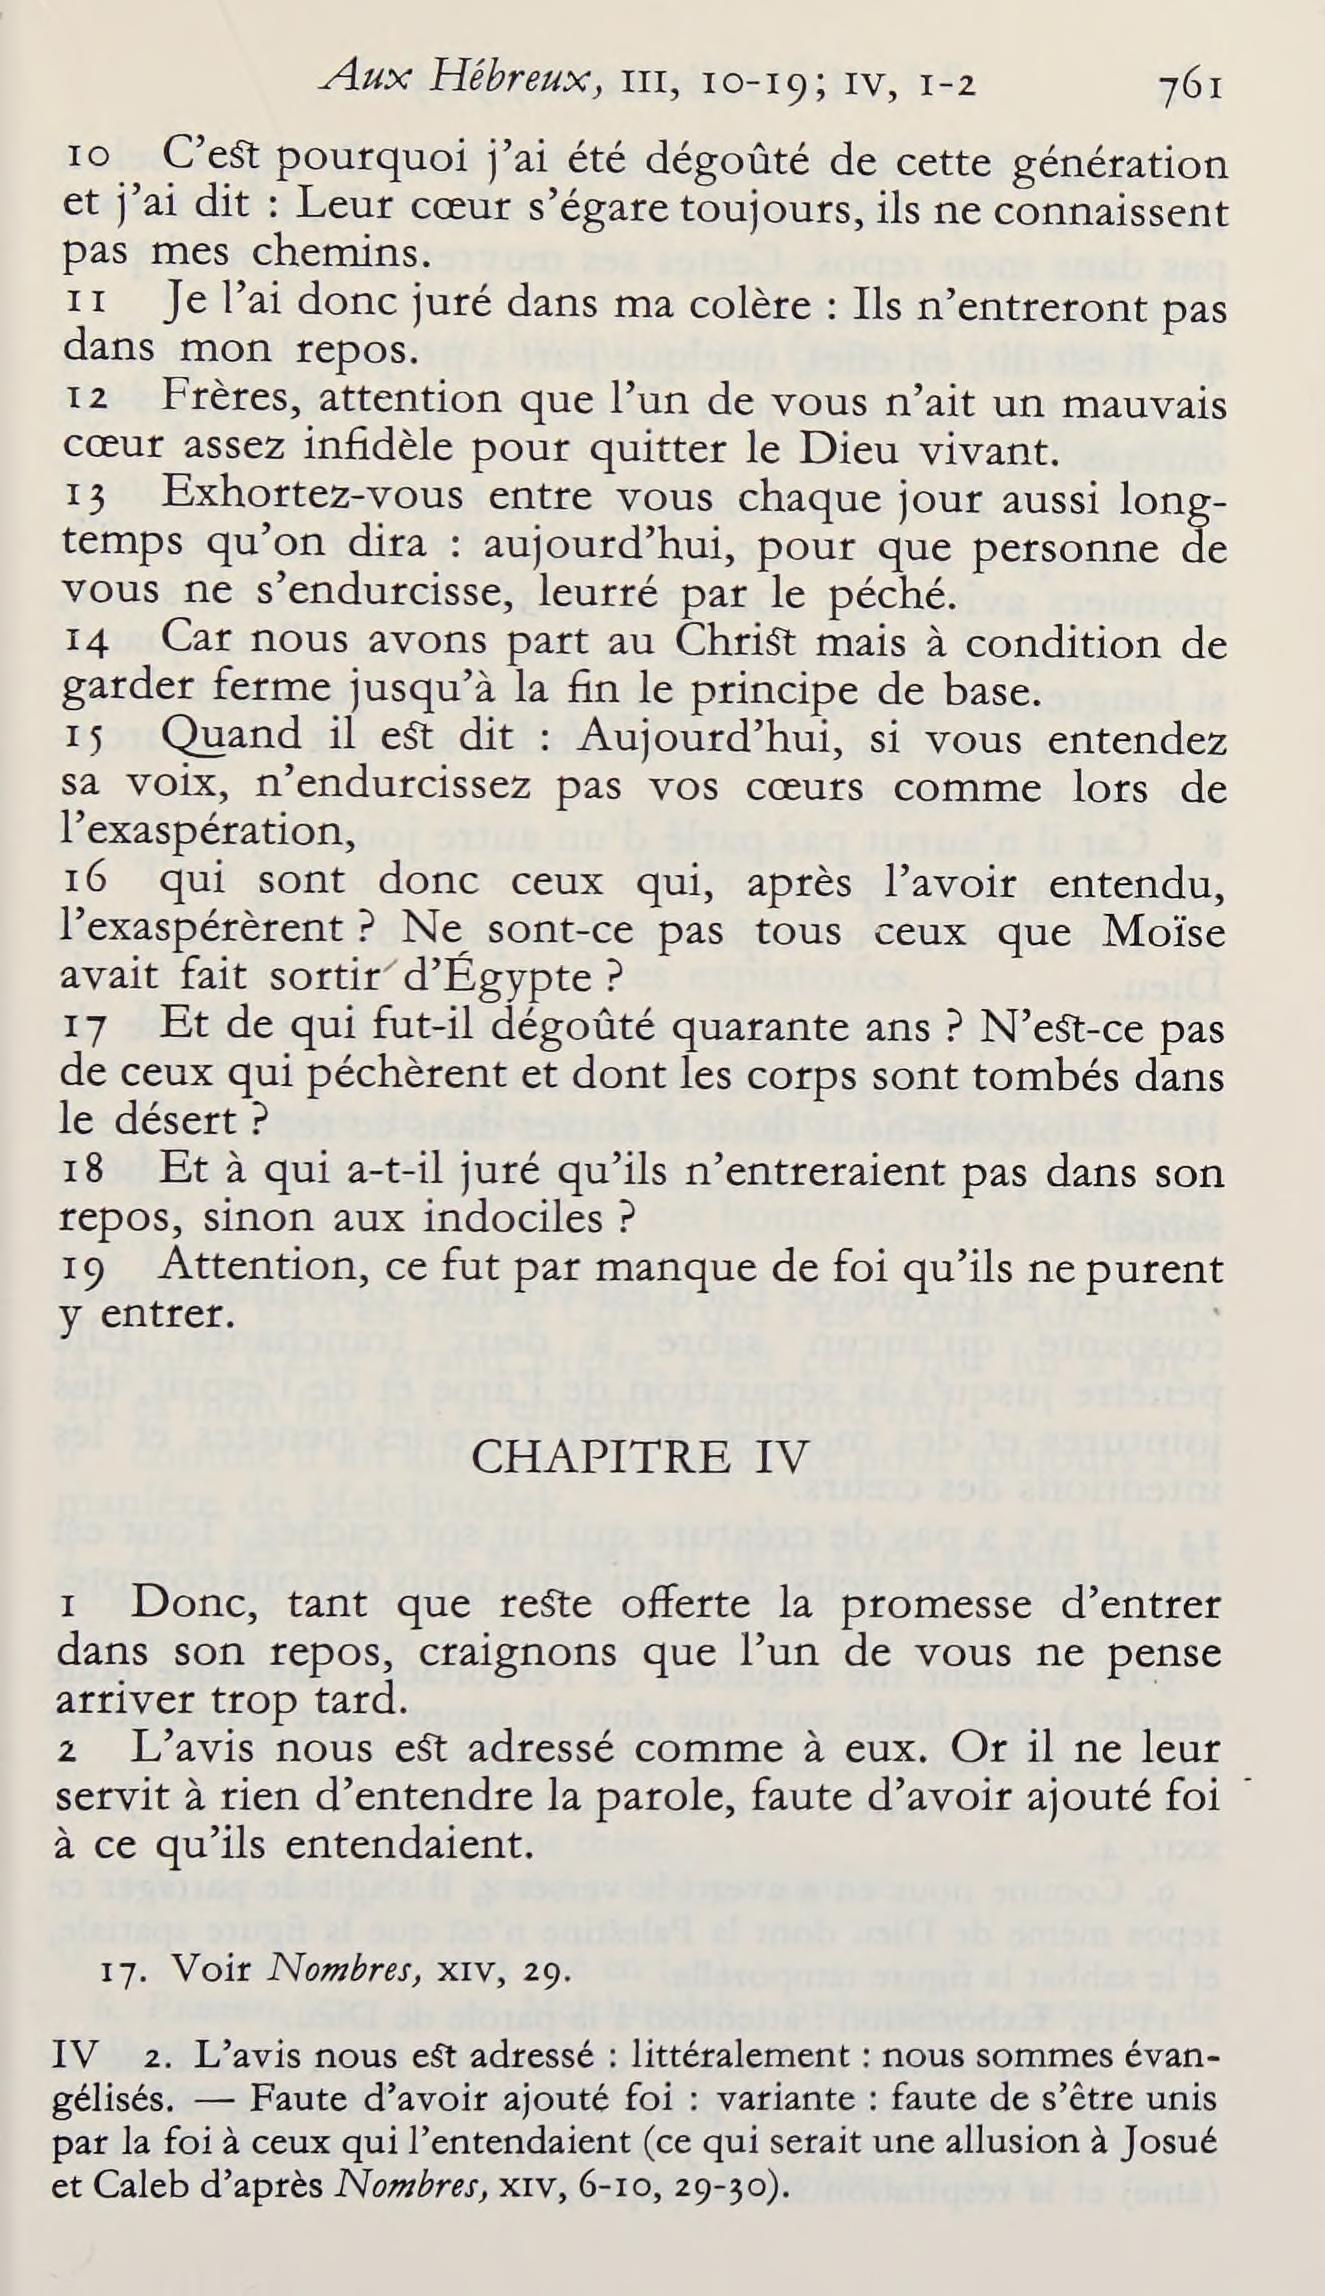 Aux Hébreux, III, 10-19; IV, 1-2 761
10 C’est pourquoi j’ai été dégoûté de cette génération
et j’ai dit : Leur cœur s’égare toujours, ils ne connaissent
pas mes chemins.
11 Je l’ai donc juré dans ma colère : Ils n’entreront pas
dans mon repos.
12 Frères, attention que l’un de vous n’ait un mauvais
cœur assez infidèle pour quitter le Dieu vivant.
13 Exhortez-vous entre vous chaque jour aussi long-
temps qu’on dira : aujourd’hui, pour que personne de
vous ne s’endurcisse, leurré par le péché.
14 Car nous avons part au Christ mais à condition de
garder ferme jusqu’à la fin le principe de base.
15 Quand il est dit : Aujourd’hui, si vous entendez
sa voix, n’endurcissez pas vos cœurs comme lors de
l’exaspération,
16 qui sont donc ceux qui, après l’avoir entendu,
l’exaspérèrent ? Ne sont-ce pas tous ceux que Moïse
avait fait sortir d’Égypte ?
17 Et de qui fut-il dégoûté quarante ans ? N’est-ce pas
de ceux qui péchèrent et dont les corps sont tombés dans
le désert ?
18 Et à qui a-t-il juré qu’ils n’entreraient pas dans son
repos, sinon aux indociles ?
19 Attention, ce fut par manque de foi qu’ils ne purent
y entrer.
CHAPITRE IV
1 Donc, tant que reste offerte la promesse d’entrer
dans son repos, craignons que l’un de vous ne pense
arriver trop tard.
2 L’avis nous est adressé comme à eux. Or il ne leur
servit à rien d’entendre la parole, faute d’avoir ajouté foi
à ce qu’ils entendaient.
17. Voir Nombres, XIV, 29.
IV 2. L’avis nous est adressé : littéralement : nous sommes évan-
gélisés. — Faute d’avoir ajouté foi : variante : faute de s’être unis
par la foi à ceux qui l’entendaient (ce qui serait une allusion à Josué
et Caleb d’après Nombres, XIV, 6-10, 29-30).